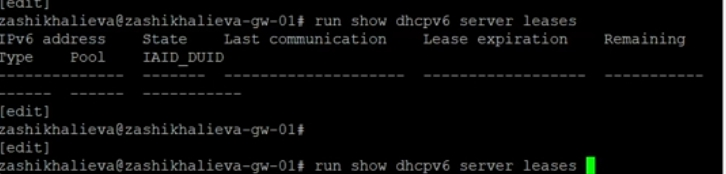 [edit]
zashikhalieva@zashikhalieva-gw-01# run show dhcpv6 server leases
IPv6 address    State    Last communication    Lease expiration    Remaining
Type    Pool    IAID_DUID
--------------  -------  --------------------  ------------------  -----------
------  ------  -----------
[edit]
zashikhalieva@zashikhalieva-gw-01#
[edit]
zashikhalieva@zashikhalieva-gw-01# run show dhcpv6 server leases